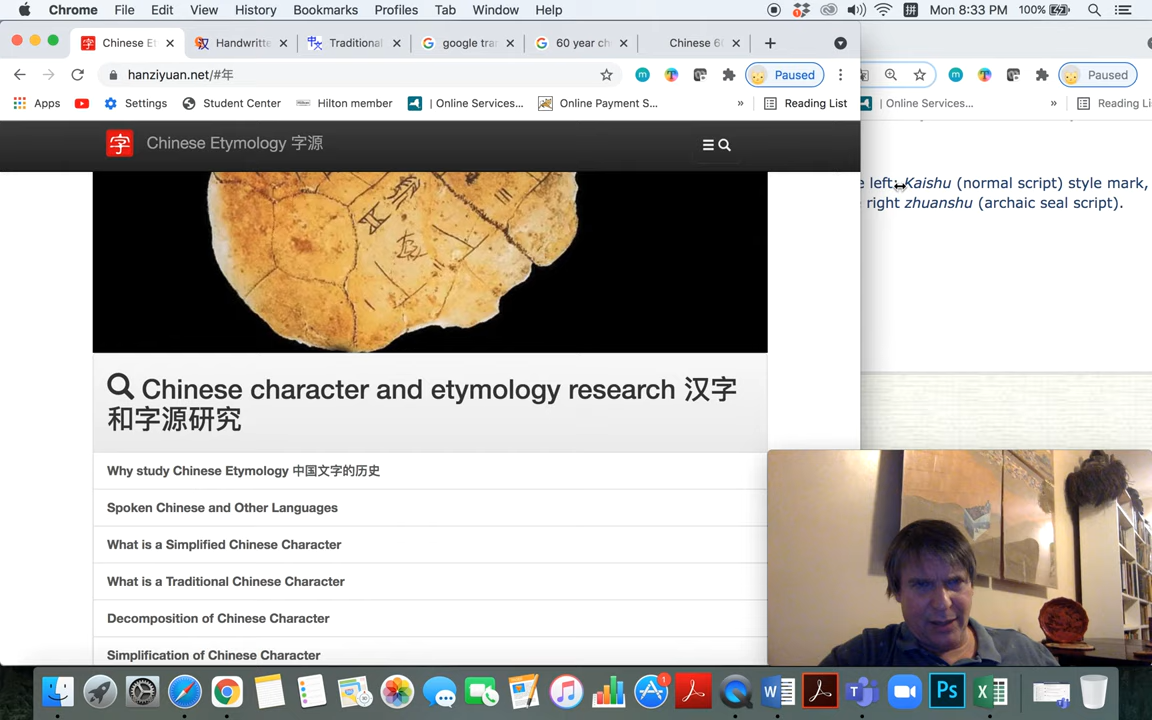 Chrome File Edit View History Bookmarks Profiles Tab Window Help 拼 Mon 8:33 PM 100%
Chinese Et
Handwritte
Traditional
google tra
60 year ch
Chinese 6
hanziyuan.net/#年
Paused
Paused
Apps Settings Student Center Hilton member | Online Services... Online Payment S... » Reading List
| Online Services... » Reading Li
字 Chinese Etymology 字源
e left: Kaishu (normal script) style mark,
right zhuanshu (archaic seal script).
Chinese character and etymology research 汉字
和字源研究
Why study Chinese Etymology 中国文字的历史
Spoken Chinese and Other Languages
What is a Simplified Chinese Character
What is a Traditional Chinese Character
Decomposition of Chinese Character
Simplification of Chinese Character